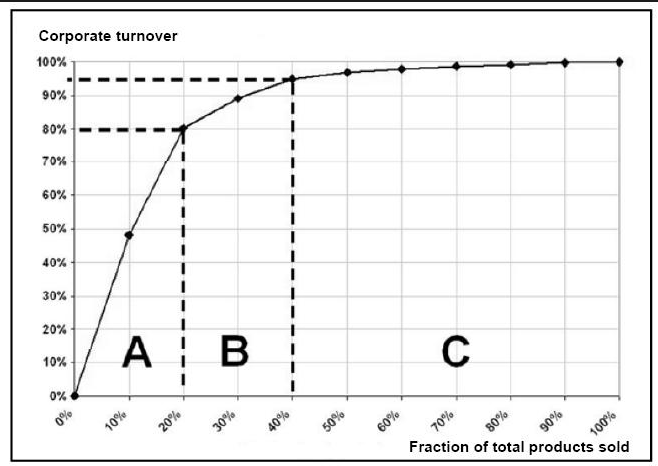 Corporate turnover
100%
90%
80%
70%
60%
50%
40%
30%
20%
10%
0%
A B C
0% 10% 20% 30% 40% 50% 60% 70% 80% 90% 100%
Fraction of total products sold